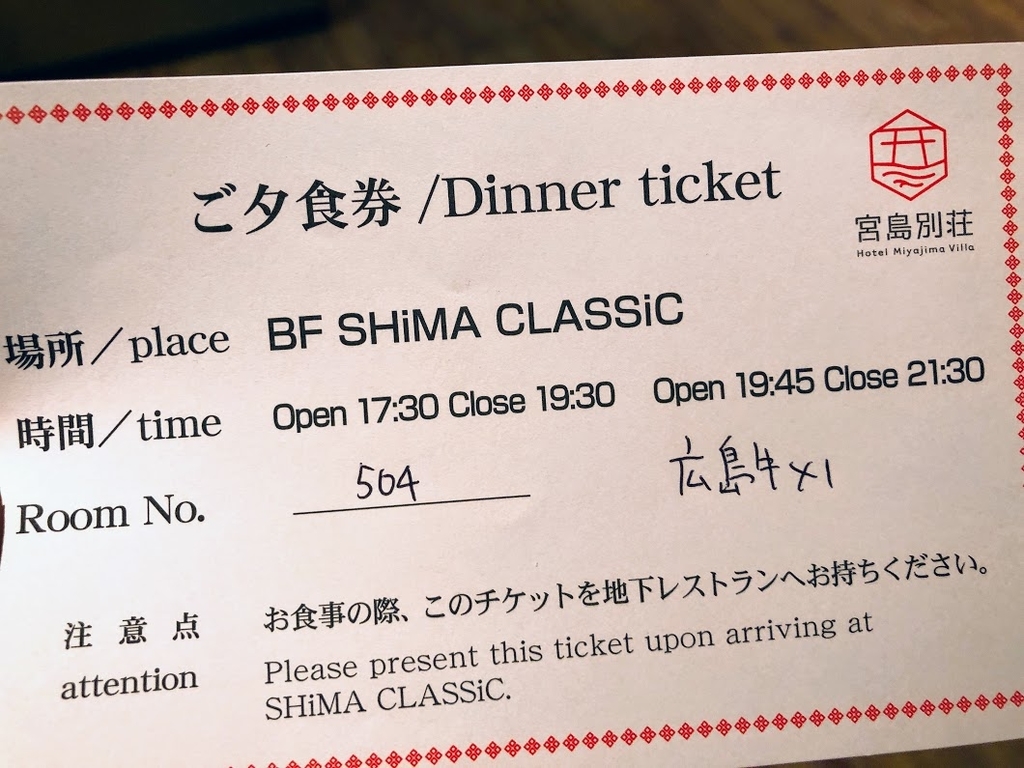 ご夕食券 /Dinner ticket
宮島別荘
Hotel Miyajima Villa
場所／place BF SHiMA CLASSiC
時間／time Open 17:30 Close 19:30 Open 19:45 Close 21:30
Room No. 504 広島牛×1
注意点 お食事の際、このチケットを地下レストランへお持ちください。
attention Please present this ticket upon arriving at
SHiMA CLASSiC.